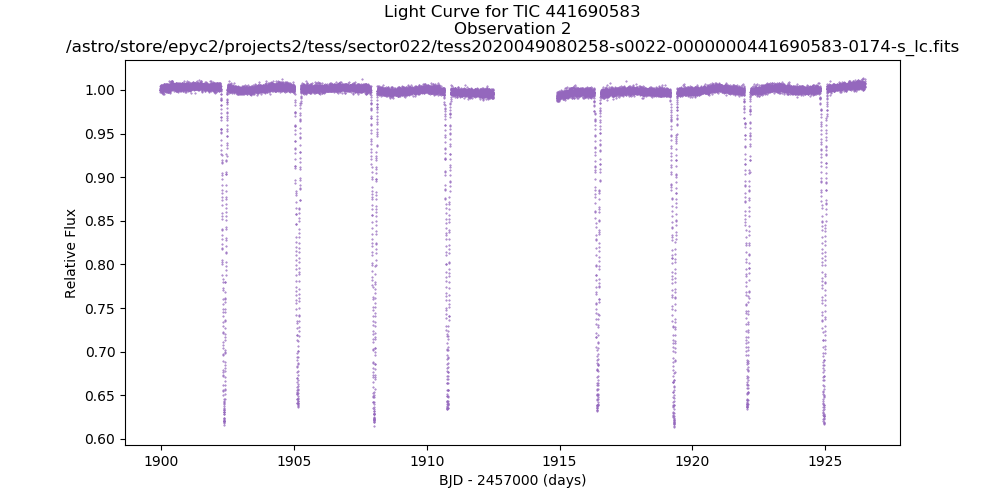 Light Curve for TIC 441690583
Observation 2
/astro/store/epyc2/projects2/tess/sector022/tess2020049080258-s0022-0000000441690583-0174-s_lc.fits
1.00
0.95
0.90
0.85
0.80
0.75
0.70
0.65
0.60
Relative Flux
1900 1905 1910 1915 1920 1925
BJD - 2457000 (days)